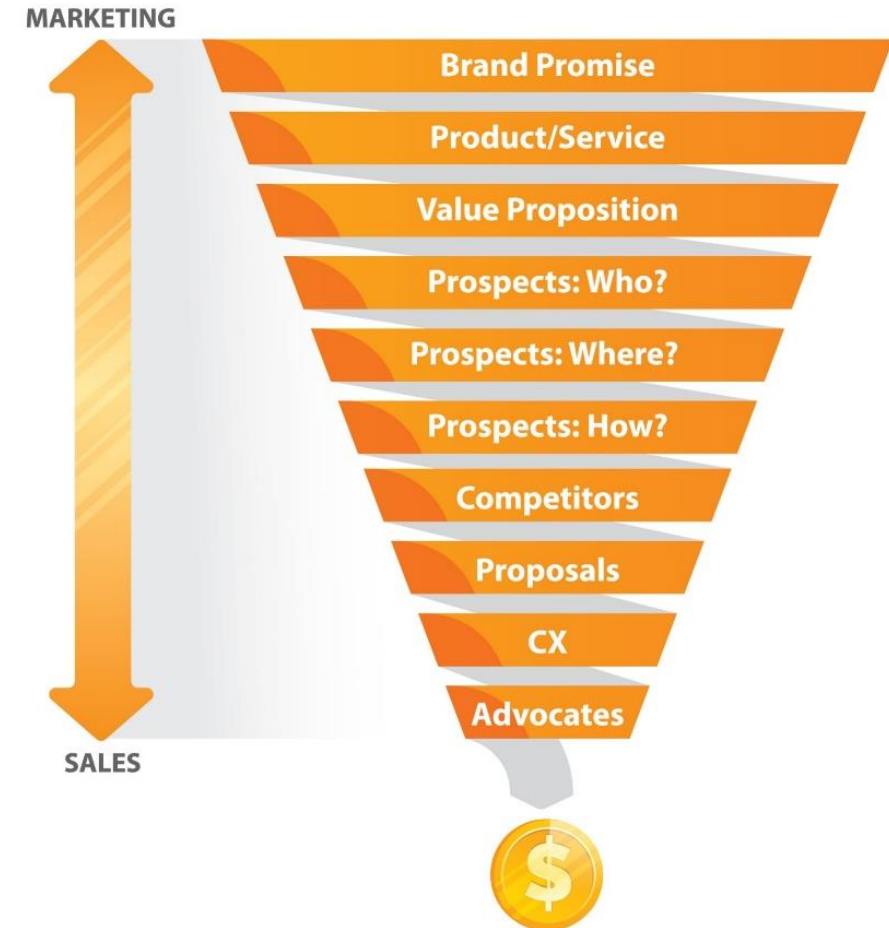 MARKETING
Brand Promise
Product/Service
Value Proposition
Prospects: Who?
Prospects: Where?
Prospects: How?
Competitors
Proposals
CX
Advocates
SALES
$